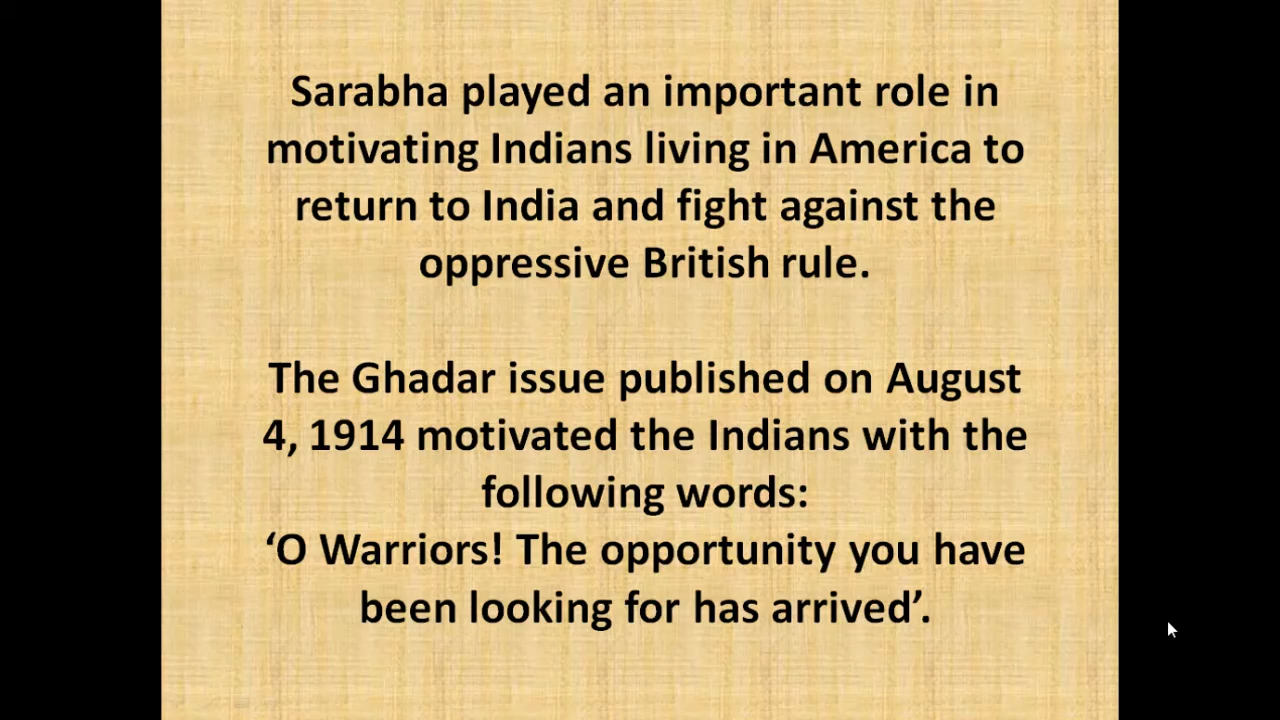 Sarabha played an important role in
motivating Indians living in America to
return to India and fight against the
oppressive British rule.
The Ghadar issue published on August
4, 1914 motivated the Indians with the
following words:
‘O Warriors! The opportunity you have
been looking for has arrived’.